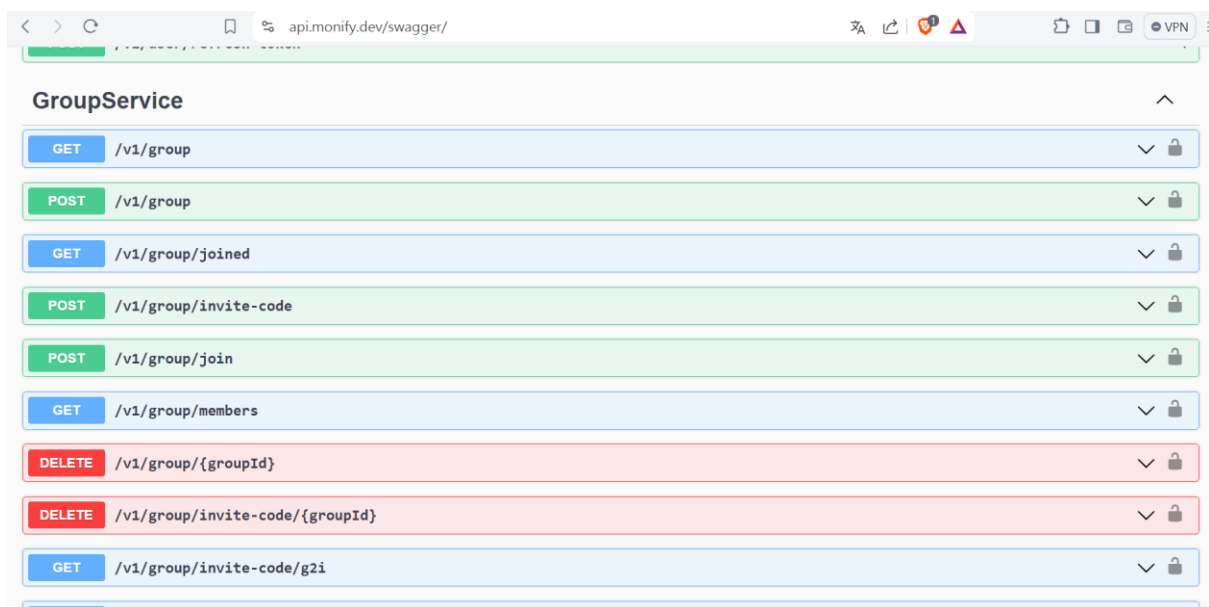 api.monify.dev/swagger/
1
VPN
GroupService
GET /v1/group
POST /v1/group
GET /v1/group/joined
POST /v1/group/invite-code
POST /v1/group/join
GET /v1/group/members
DELETE /v1/group/{groupId}
DELETE /v1/group/invite-code/{groupId}
GET /v1/group/invite-code/g2i